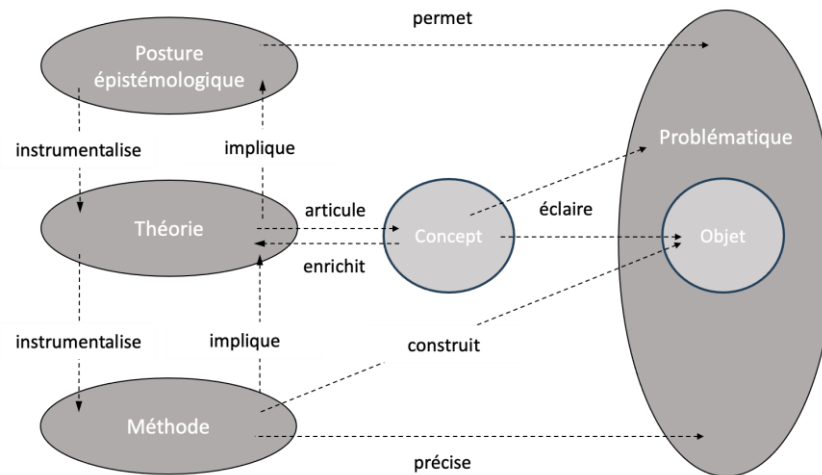 permet
Posture
épistémologique
instrumentalise
implique
Problématique
articule
éclaire
Théorie
Concept
Objet
enrichit
instrumentalise
implique
construit
Méthode
précise